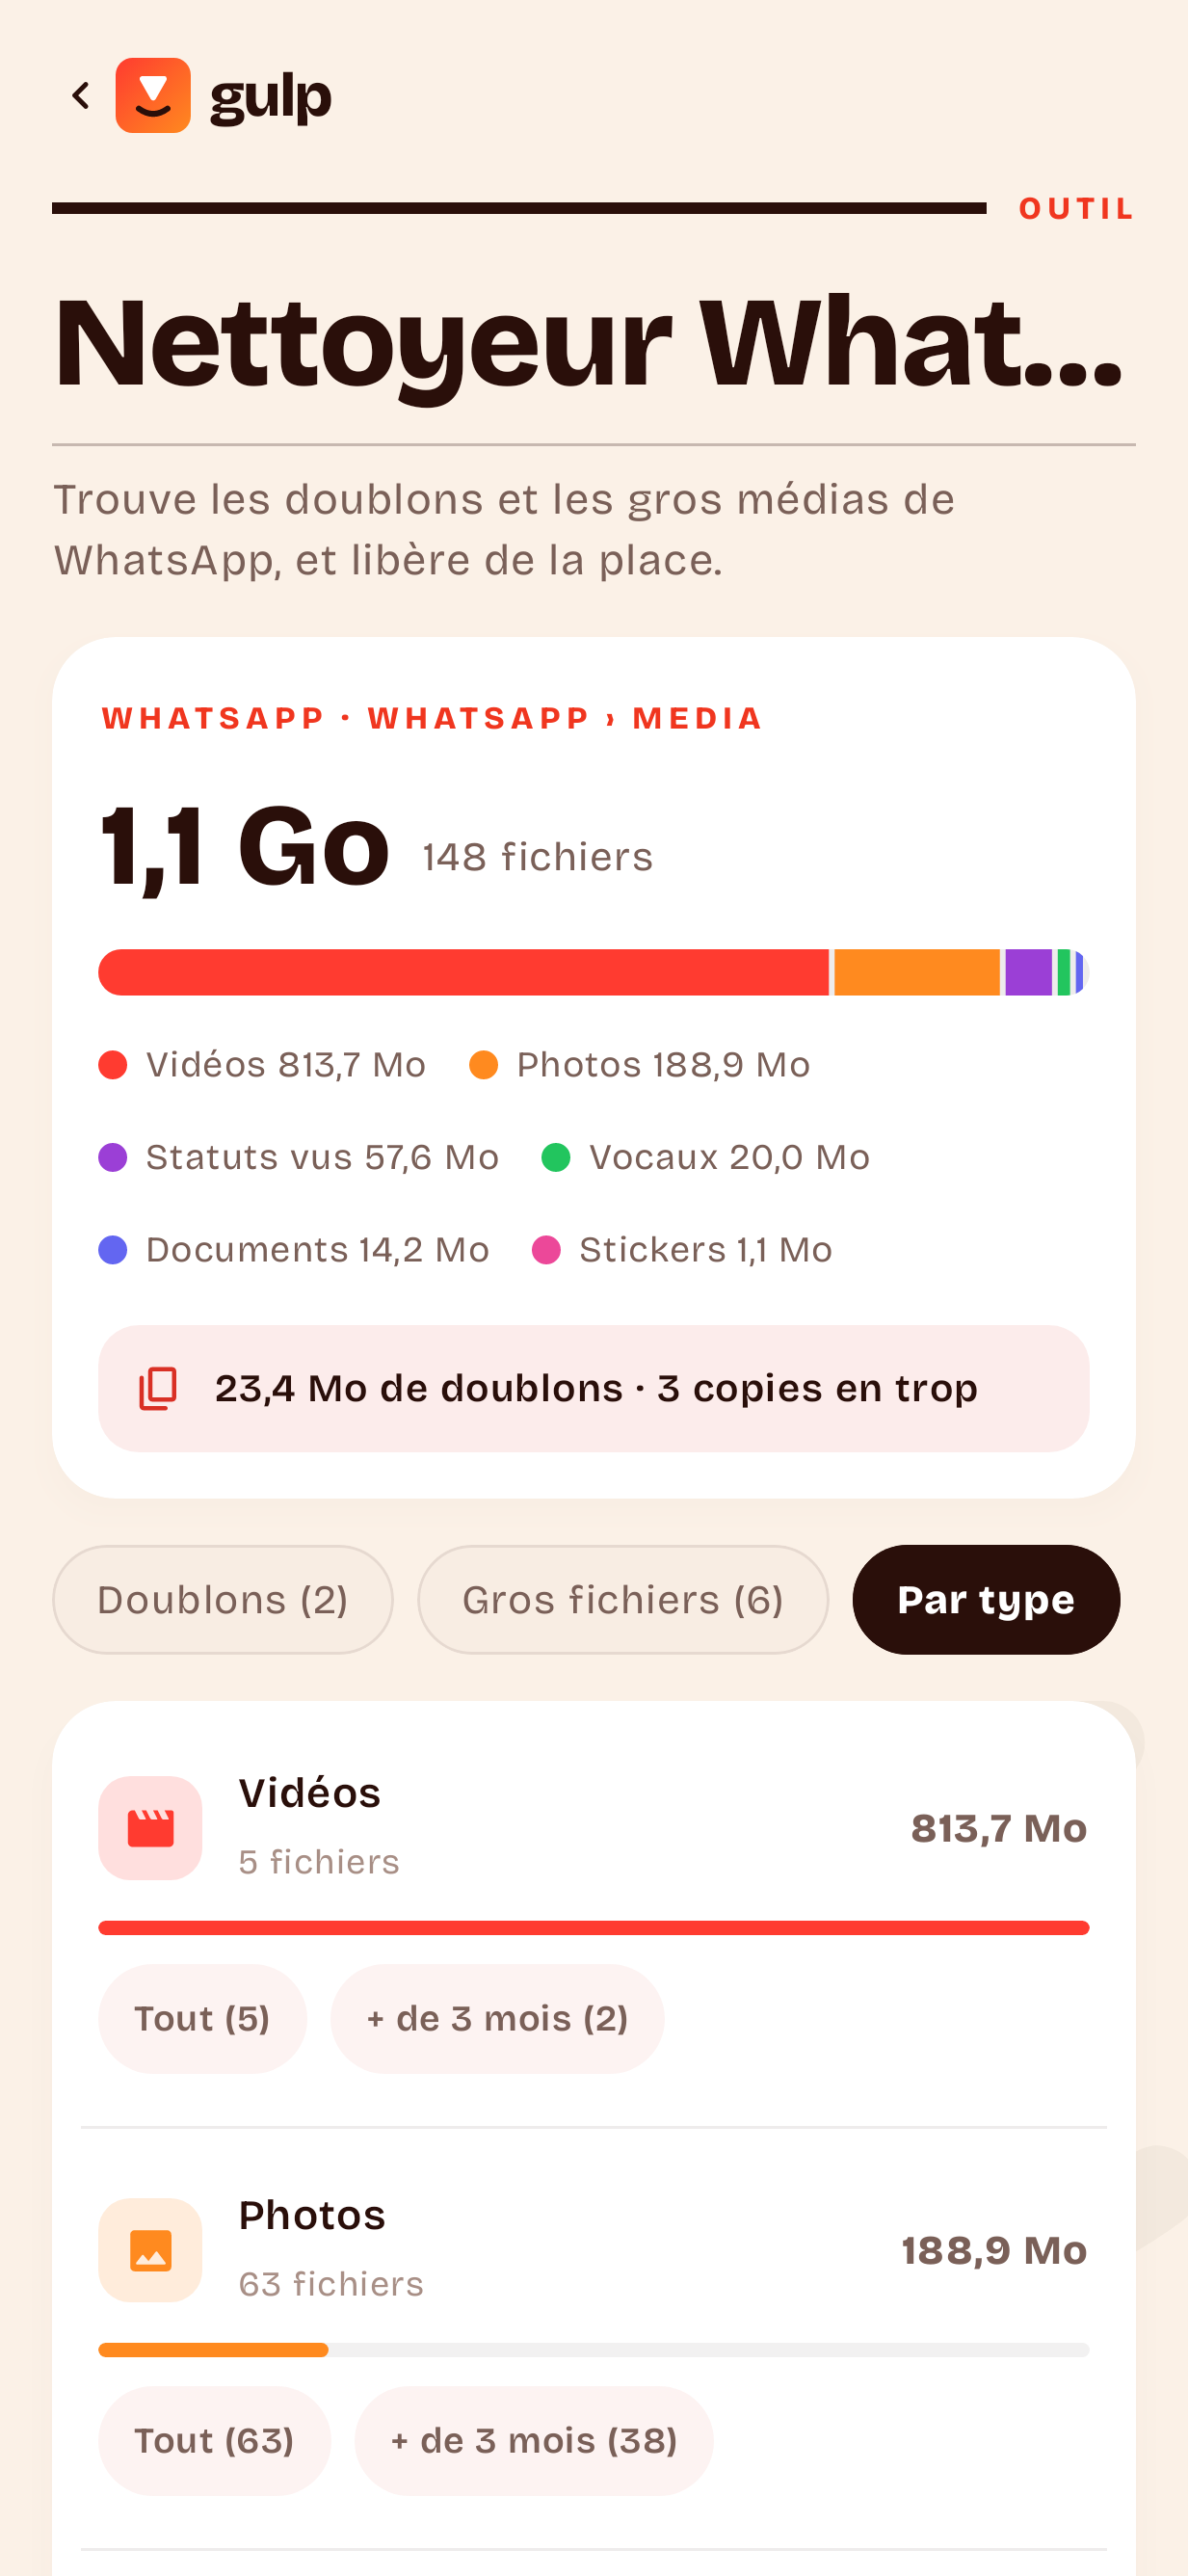 gulp
OUTIL
Nettoyeur What...
Trouve les doublons et les gros médias de
WhatsApp, et libère de la place.
WHATSAPP · WHATSAPP › MEDIA
1,1 Go 148 fichiers
Vidéos 813,7 Mo Photos 188,9 Mo
Statuts vus 57,6 Mo Vocaux 20,0 Mo
Documents 14,2 Mo Stickers 1,1 Mo
23,4 Mo de doublons · 3 copies en trop
Doublons (2) Gros fichiers (6) Par type
Vidéos
813,7 Mo
5 fichiers
Tout (5) + de 3 mois (2)
Photos
188,9 Mo
63 fichiers
Tout (63) + de 3 mois (38)